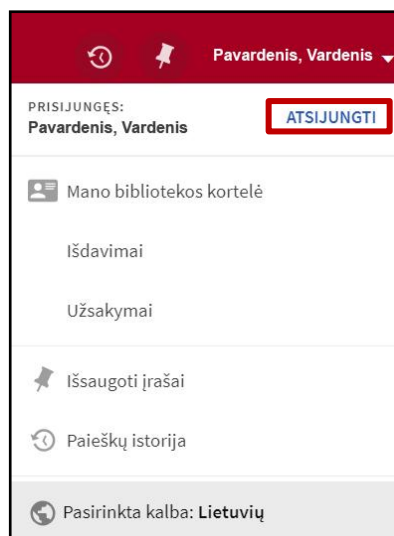 Pavardenis, Vardenis
PRISIJUNGĘS:
Pavardenis, Vardenis
ATSIJUNGTI
Mano bibliotekos kortelė
Išdavimai
Užsakymai
Išsaugoti įrašai
Paieškų istorija
Pasirinkta kalba: Lietuvių